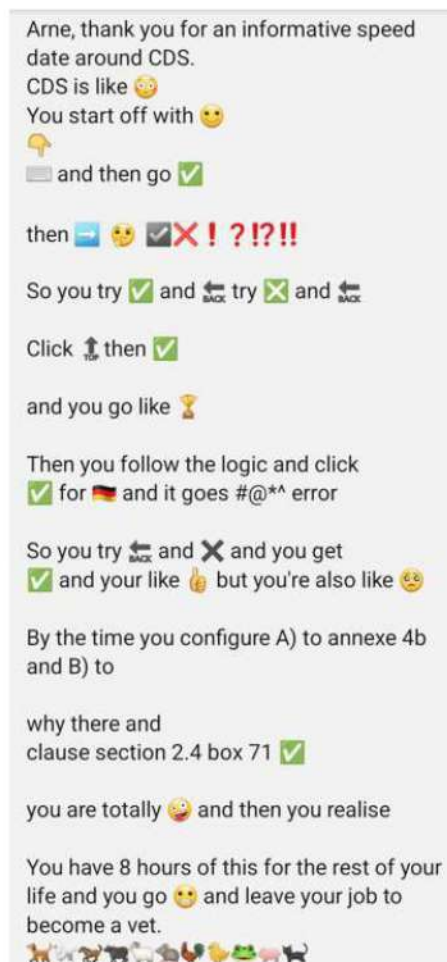 Arne, thank you for an informative speed
date around CDS.
CDS is like 😳
You start off with 🙂
👇
⌨️ and then go ✅
then ➡️ 🤔 ☑️❌❗❓⁉️‼️
So you try ✅ and 🔙 try ❎ and 🔙
Click 🔝 then ✅
and you go like 🏆
Then you follow the logic and click
✅ for 🇩🇪 and it goes #@*^ error
So you try 🔙 and ✖️ and you get
✅ and your like 👍 but you're also like 🥺
By the time you configure A) to annexe 4b
and B) to
why there and
clause section 2.4 box 71 ✅
you are totally 🤪 and then you realise
You have 8 hours of this for the rest of your
life and you go 😬 and leave your job to
become a vet.
🐕🐩🐒🐂🐑🐀🐓🐤🐸🐖🐈‍⬛